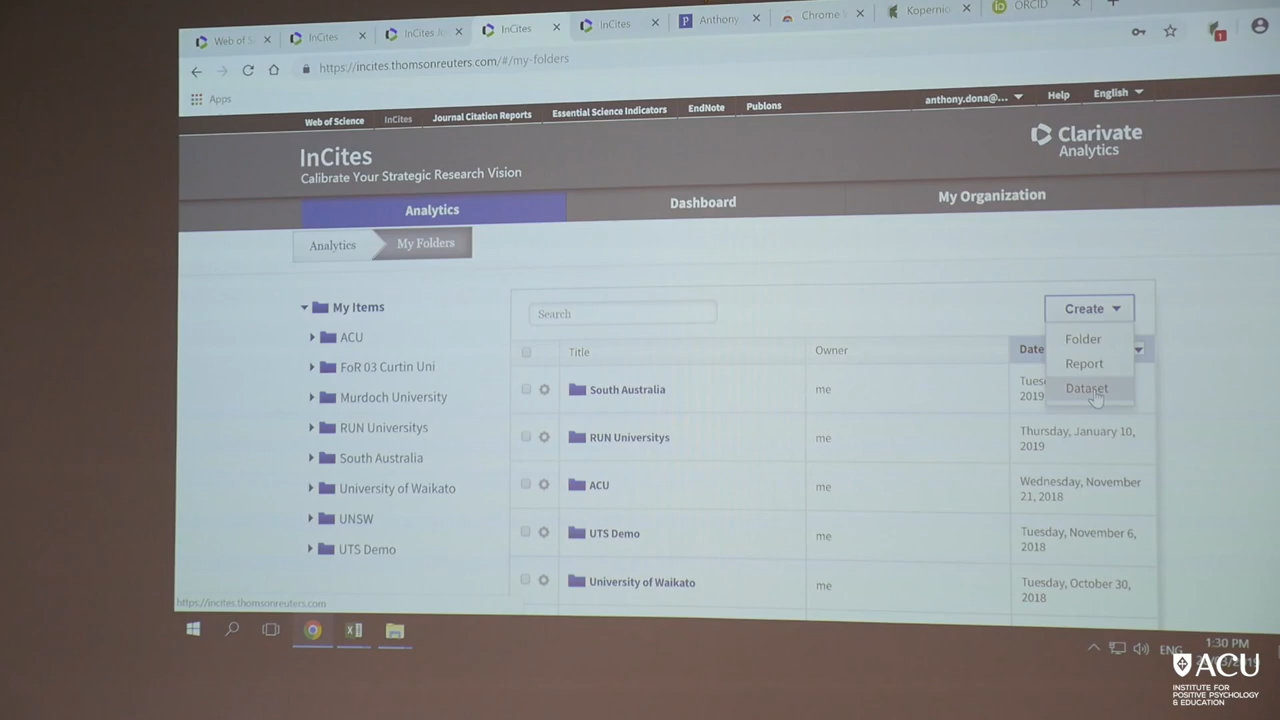 Web of S
InCites
InCites
InCites
InCites
Anthony
Chrome
Kopernic
ORCID
https://incites.thomsonreuters.com/#/my-folders
1
Apps
Web of Science
InCites
Journal Citation Reports
Essential Science Indicators
EndNote
Publons
anthony.dona@...
Help
English
InCites
Calibrate Your Strategic Research Vision
Clarivate
Analytics
Analytics
Dashboard
My Organization
Analytics
My Folders
My Items
ACU
FoR 03 Curtin Uni
Murdoch University
RUN Universitys
South Australia
University of Waikato
UNSW
UTS Demo
Search
Create
Folder
Report
Dataset
Title
Owner
Date
South Australia
me
Tues
2019
RUN Universitys
me
Thursday, January 10,
2019
ACU
me
Wednesday, November
21, 2018
UTS Demo
me
Tuesday, November 6,
2018
University of Waikato
me
Tuesday, October 30,
2018
https://incites.thomsonreuters.com
ENG
1:30 PM
ACU
INSTITUTE FOR
POSITIVE PSYCHOLOGY
& EDUCATION